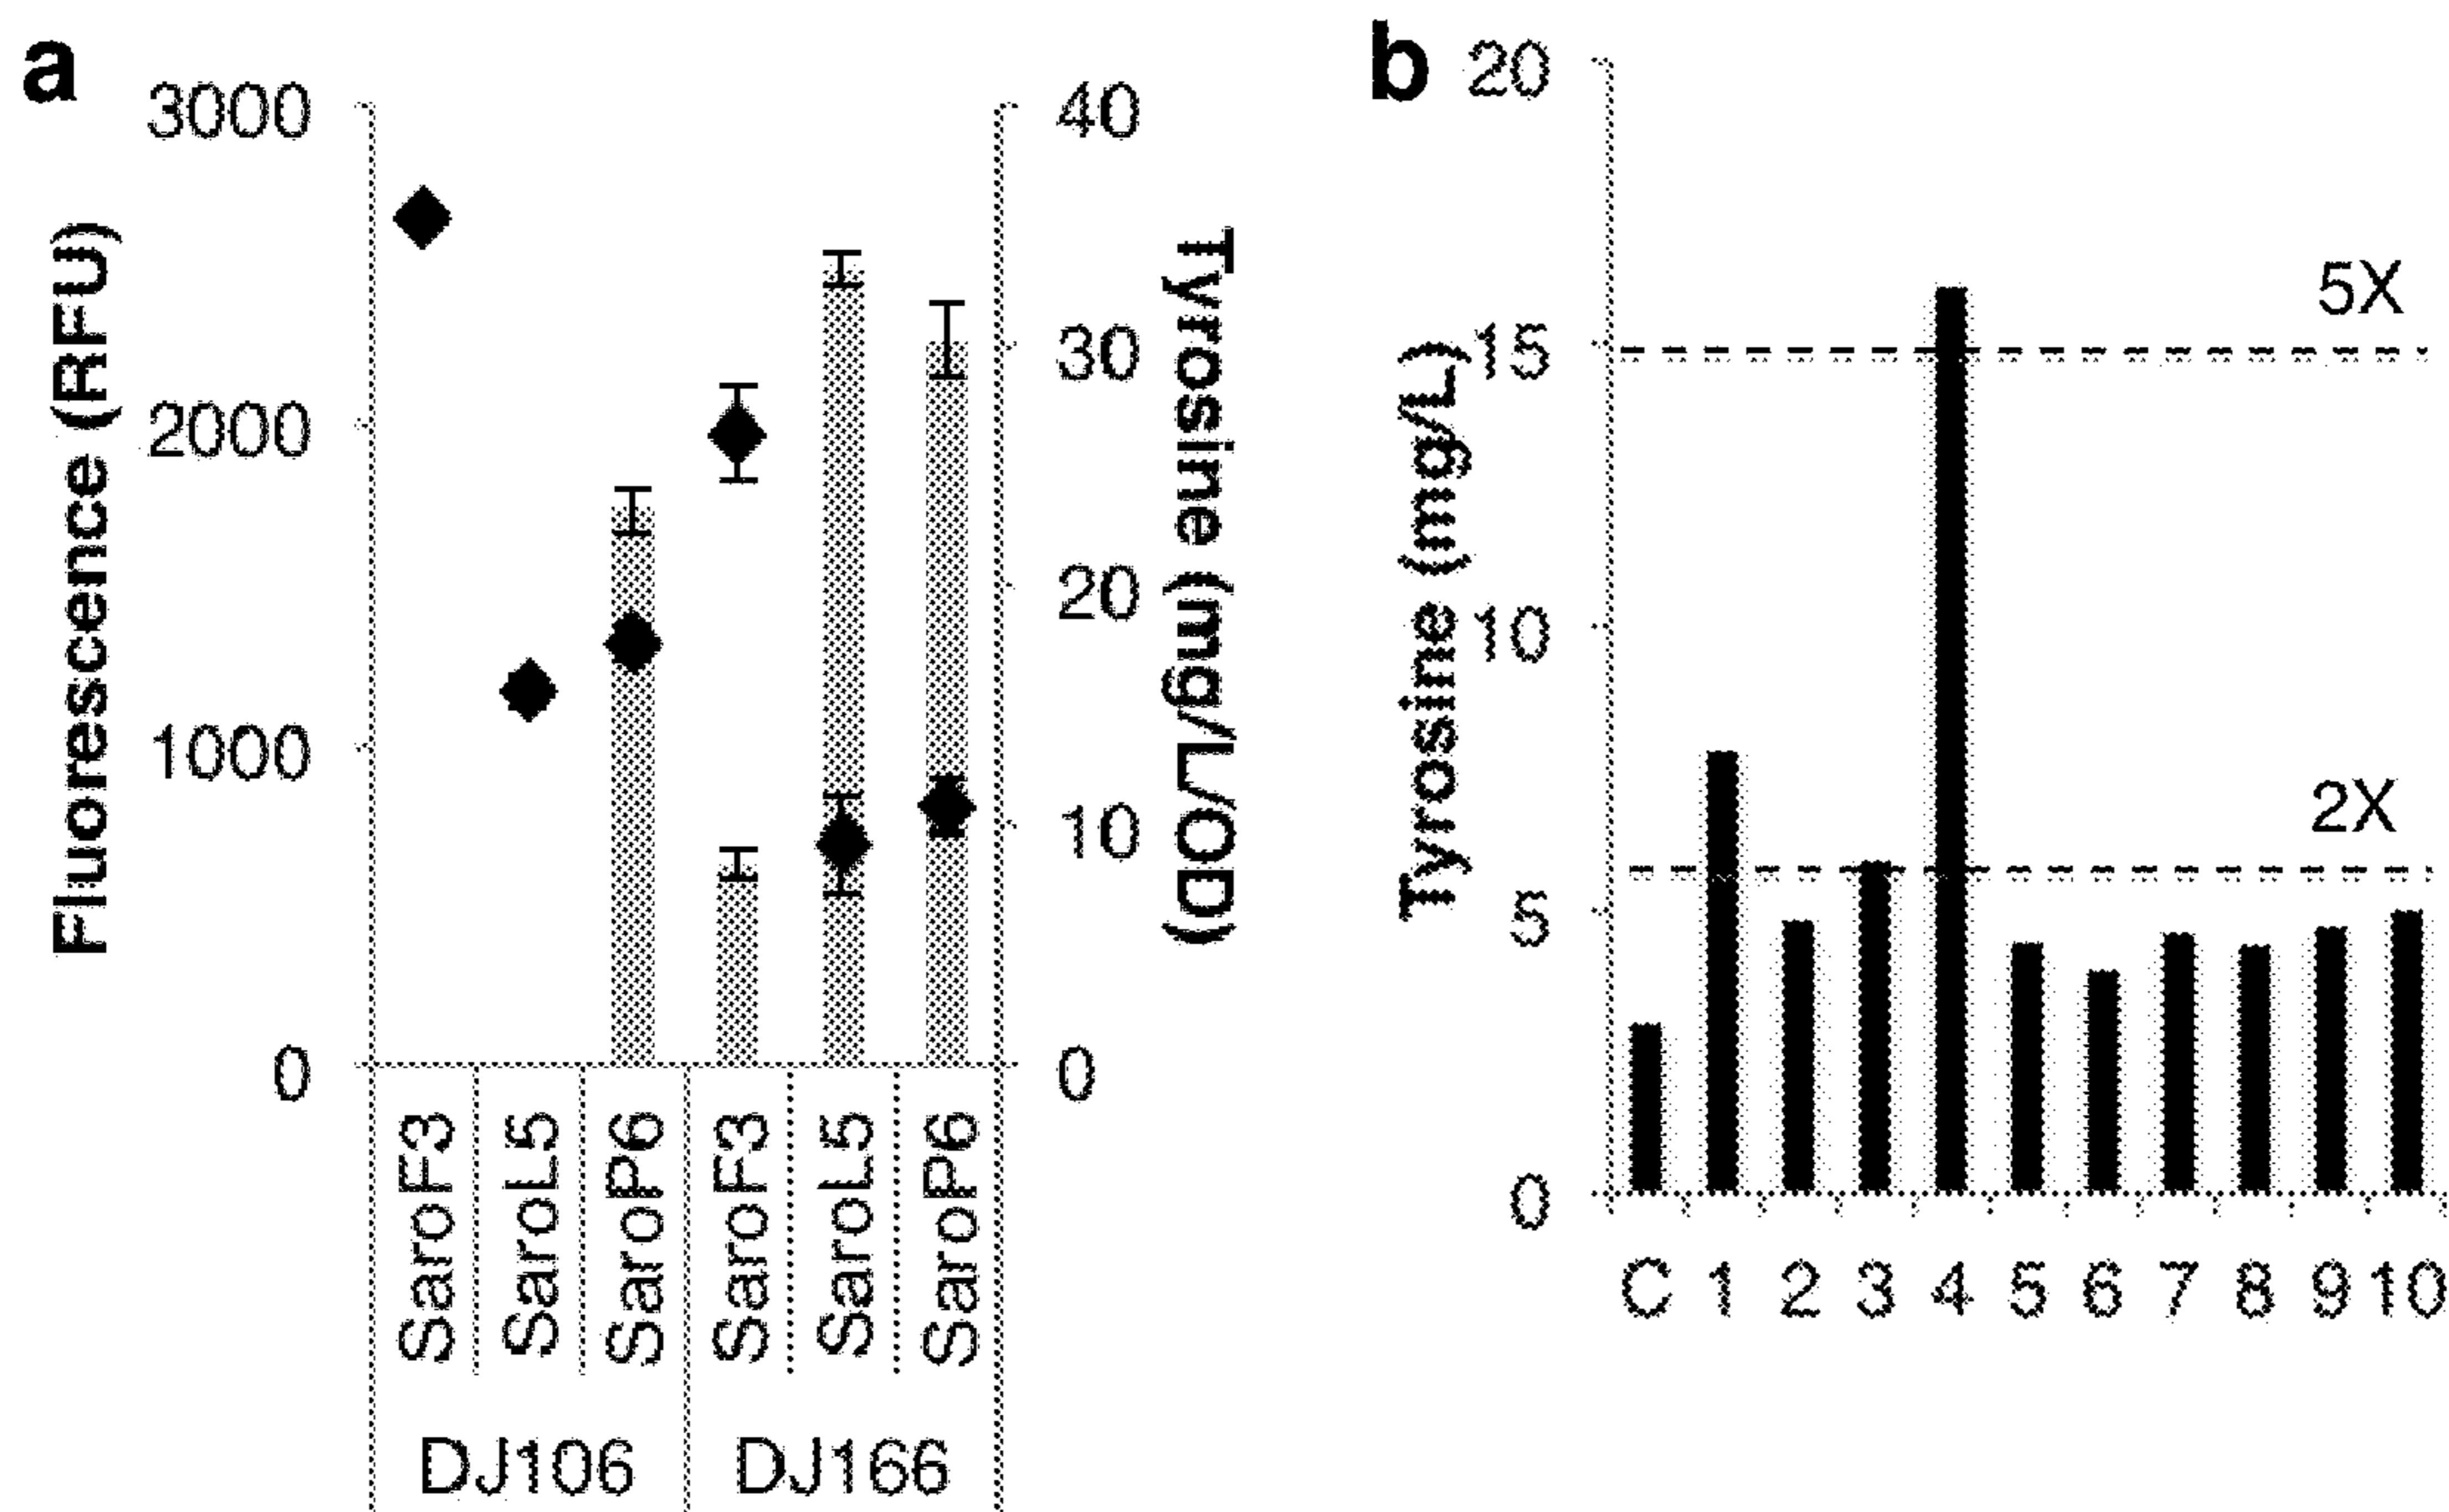 a
3000
2000
1000
0
Fluorescence (RFU)
40
30
20
10
0
Tyrosine (mg/L/OD)
SaroF3
SaroL5
SaroP6
SaroF3
SaroL5
SaroP6
DJ106
DJ166
b
20
15
10
5
0
Tyrosine (mg/L)
5X
2X
C 1 2 3 4 5 6 7 8 9 10